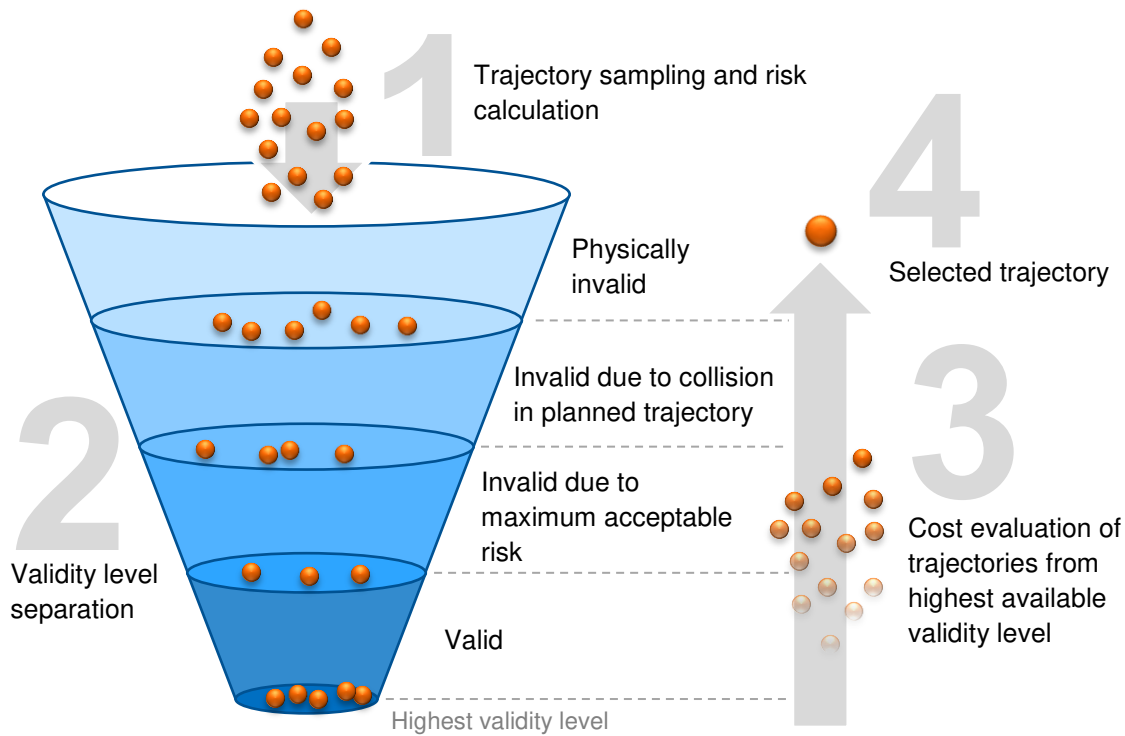 1
Trajectory sampling and risk
calculation
2
Validity level
separation
Physically
invalid
Invalid due to collision
in planned trajectory
Invalid due to
maximum acceptable
risk
Valid
Highest validity level
3
Cost evaluation of
trajectories from
highest available
validity level
4
Selected trajectory